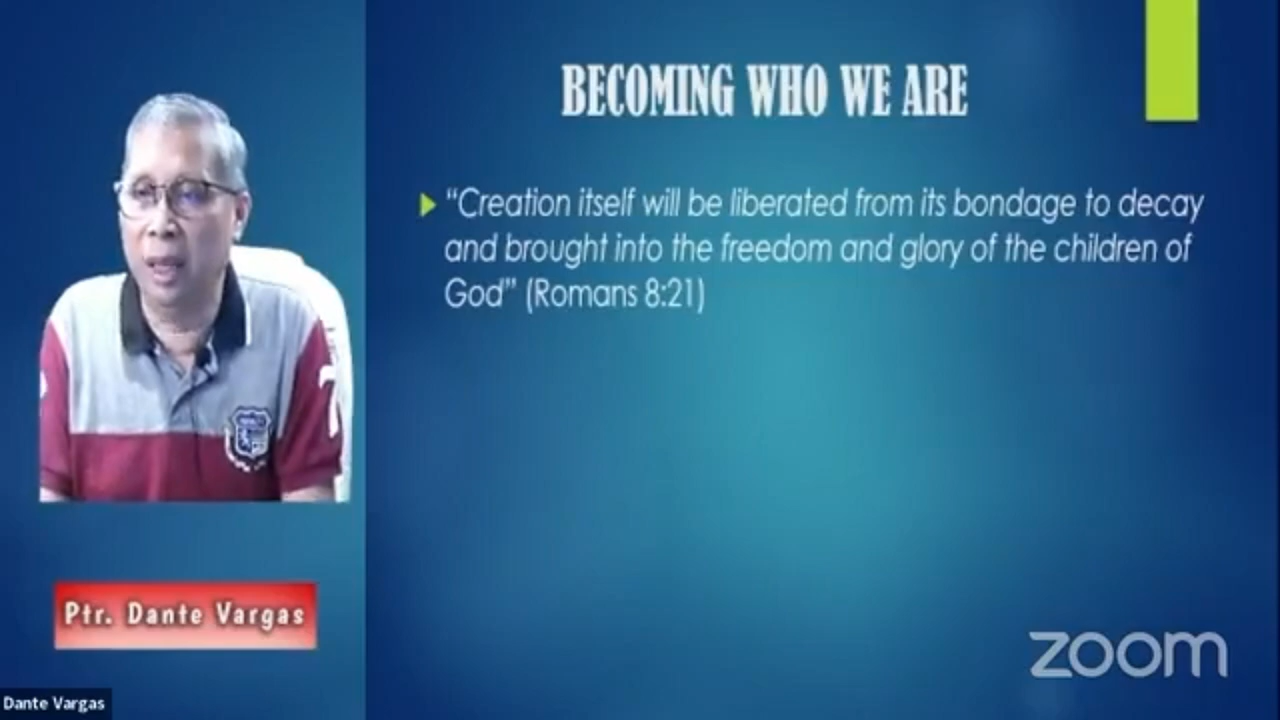 BECOMING WHO WE ARE
“Creation itself will be liberated from its bondage to decay
and brought into the freedom and glory of the children of
God” (Romans 8:21)
Ptr. Dante Vargas
zoom
Dante Vargas